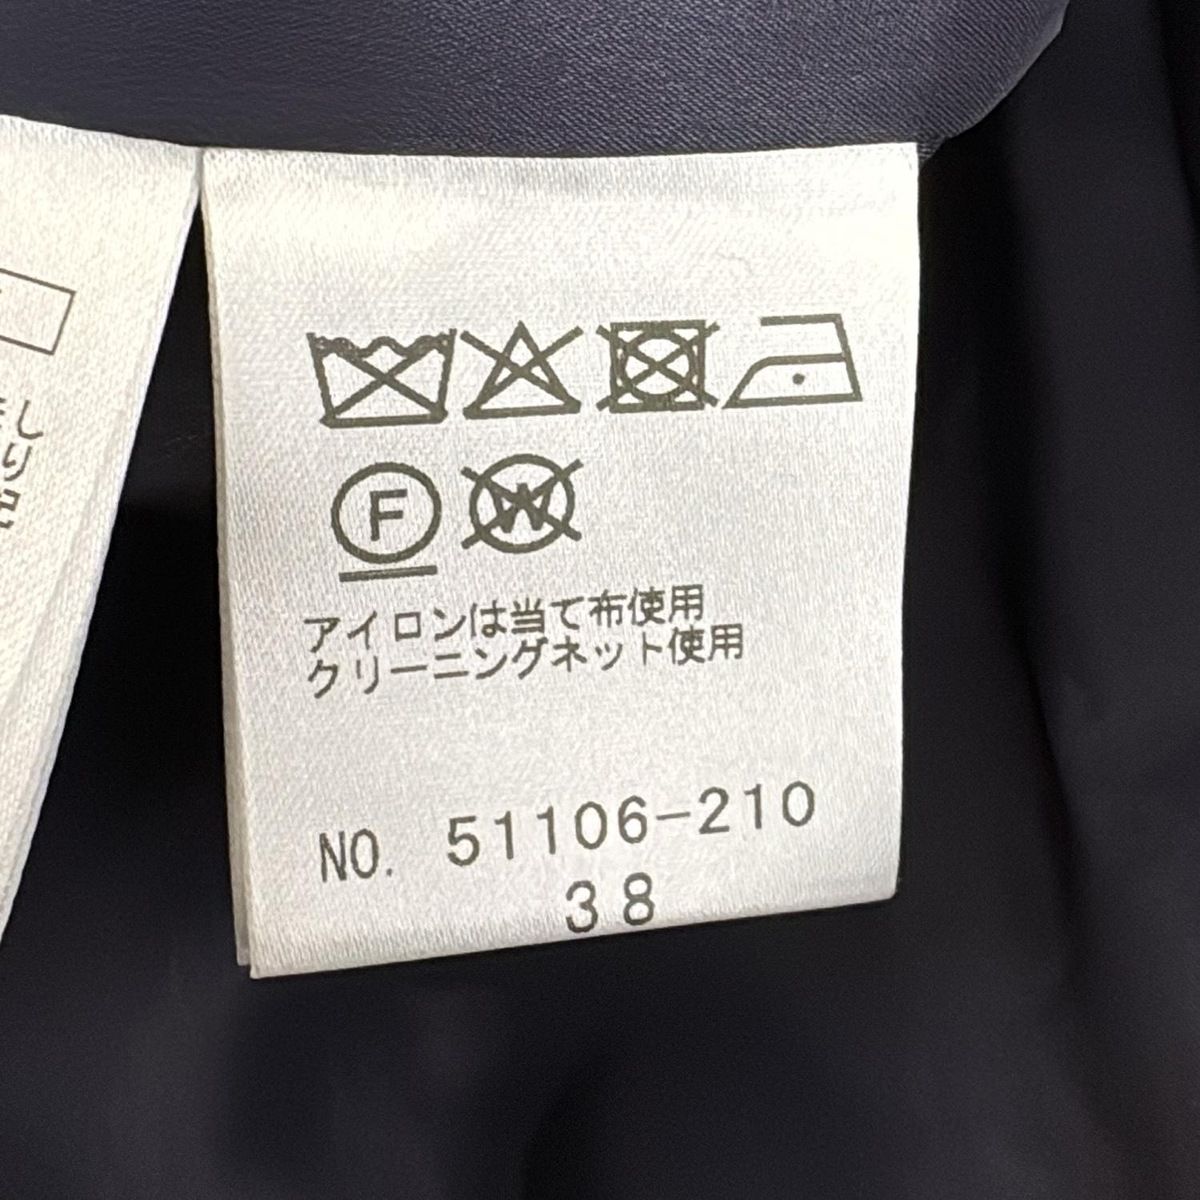 F W
アイロンは当て布使用
クリーニングネット使用
NO. 51106-210
38